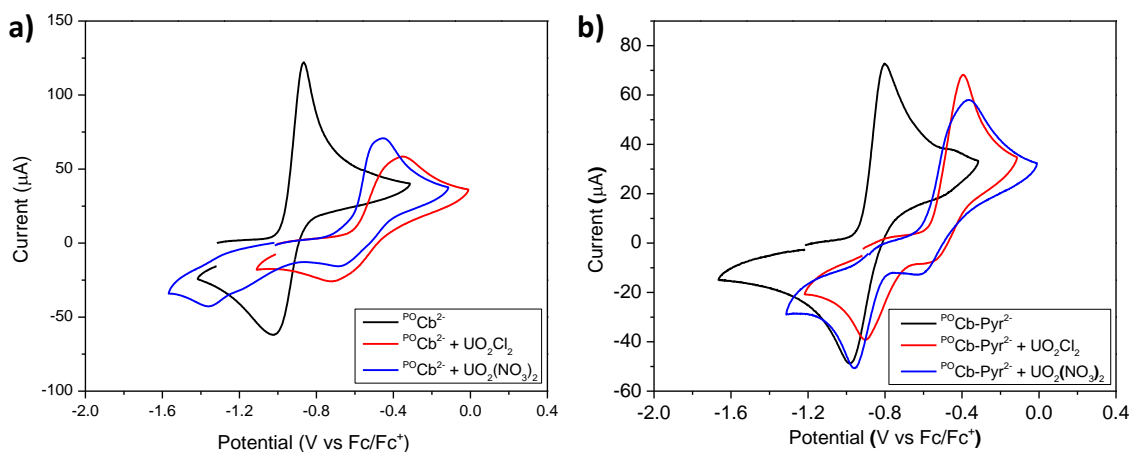 a)
150
100
50
0
-50
-100
Current (μA)
-2.0 -1.6 -1.2 -0.8 -0.4 0.0 0.4
Potential (V vs Fc/Fc⁺)
ᴾᴼCb²⁻
ᴾᴼCb²⁻ + UO₂Cl₂
ᴾᴼCb²⁻ + UO₂(NO₃)₂
b)
80
60
40
20
0
-20
-40
-60
Current (μA)
-2.0 -1.6 -1.2 -0.8 -0.4 0.0 0.4
Potential (V vs Fc/Fc⁺)
ᴾᴼCb-Pyr²⁻
ᴾᴼCb-Pyr²⁻ + UO₂Cl₂
ᴾᴼCb-Pyr²⁻ + UO₂(NO₃)₂